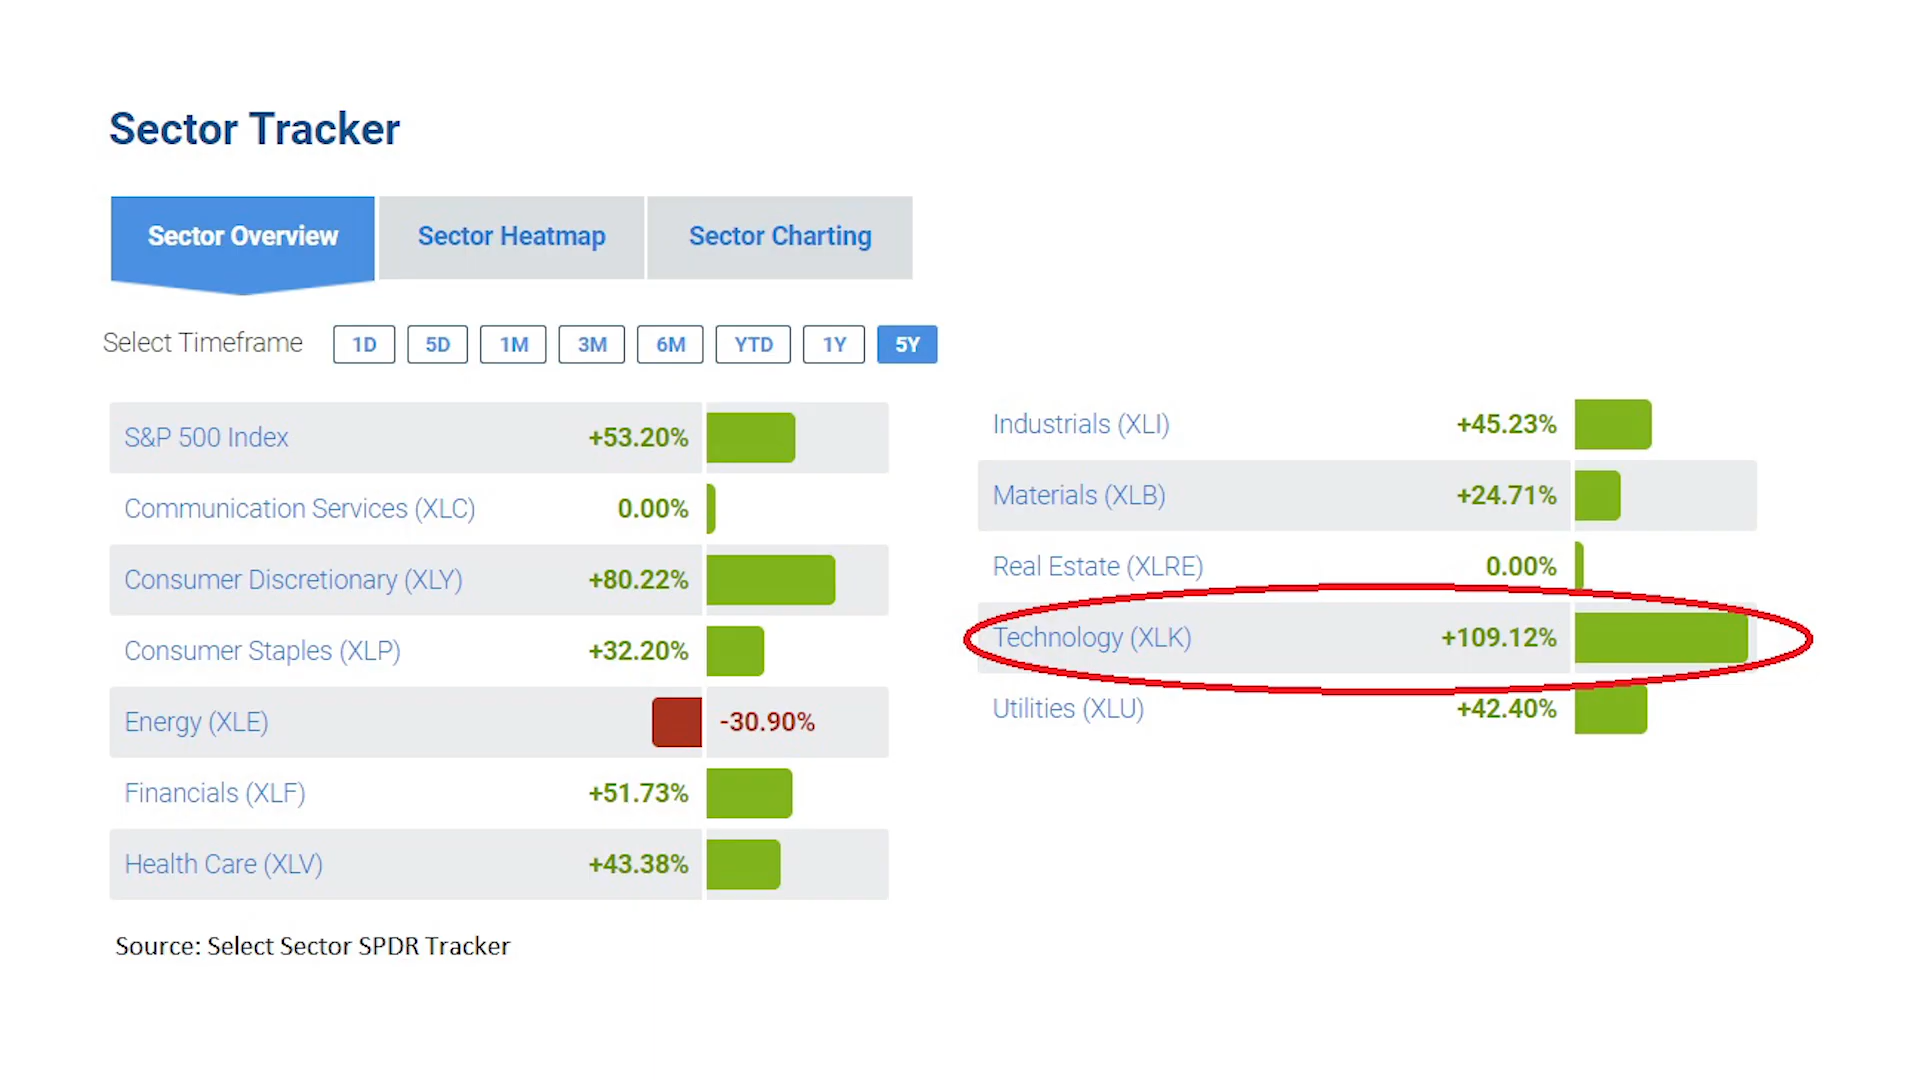 Sector Tracker
Sector Overview Sector Heatmap Sector Charting
Select Timeframe 1D 5D 1M 3M 6M YTD 1Y 5Y
S&P 500 Index +53.20%
Communication Services (XLC) 0.00%
Consumer Discretionary (XLY) +80.22%
Consumer Staples (XLP) +32.20%
Energy (XLE) -30.90%
Financials (XLF) +51.73%
Health Care (XLV) +43.38%
Industrials (XLI) +45.23%
Materials (XLB) +24.71%
Real Estate (XLRE) 0.00%
Technology (XLK) +109.12%
Utilities (XLU) +42.40%
Source: Select Sector SPDR Tracker